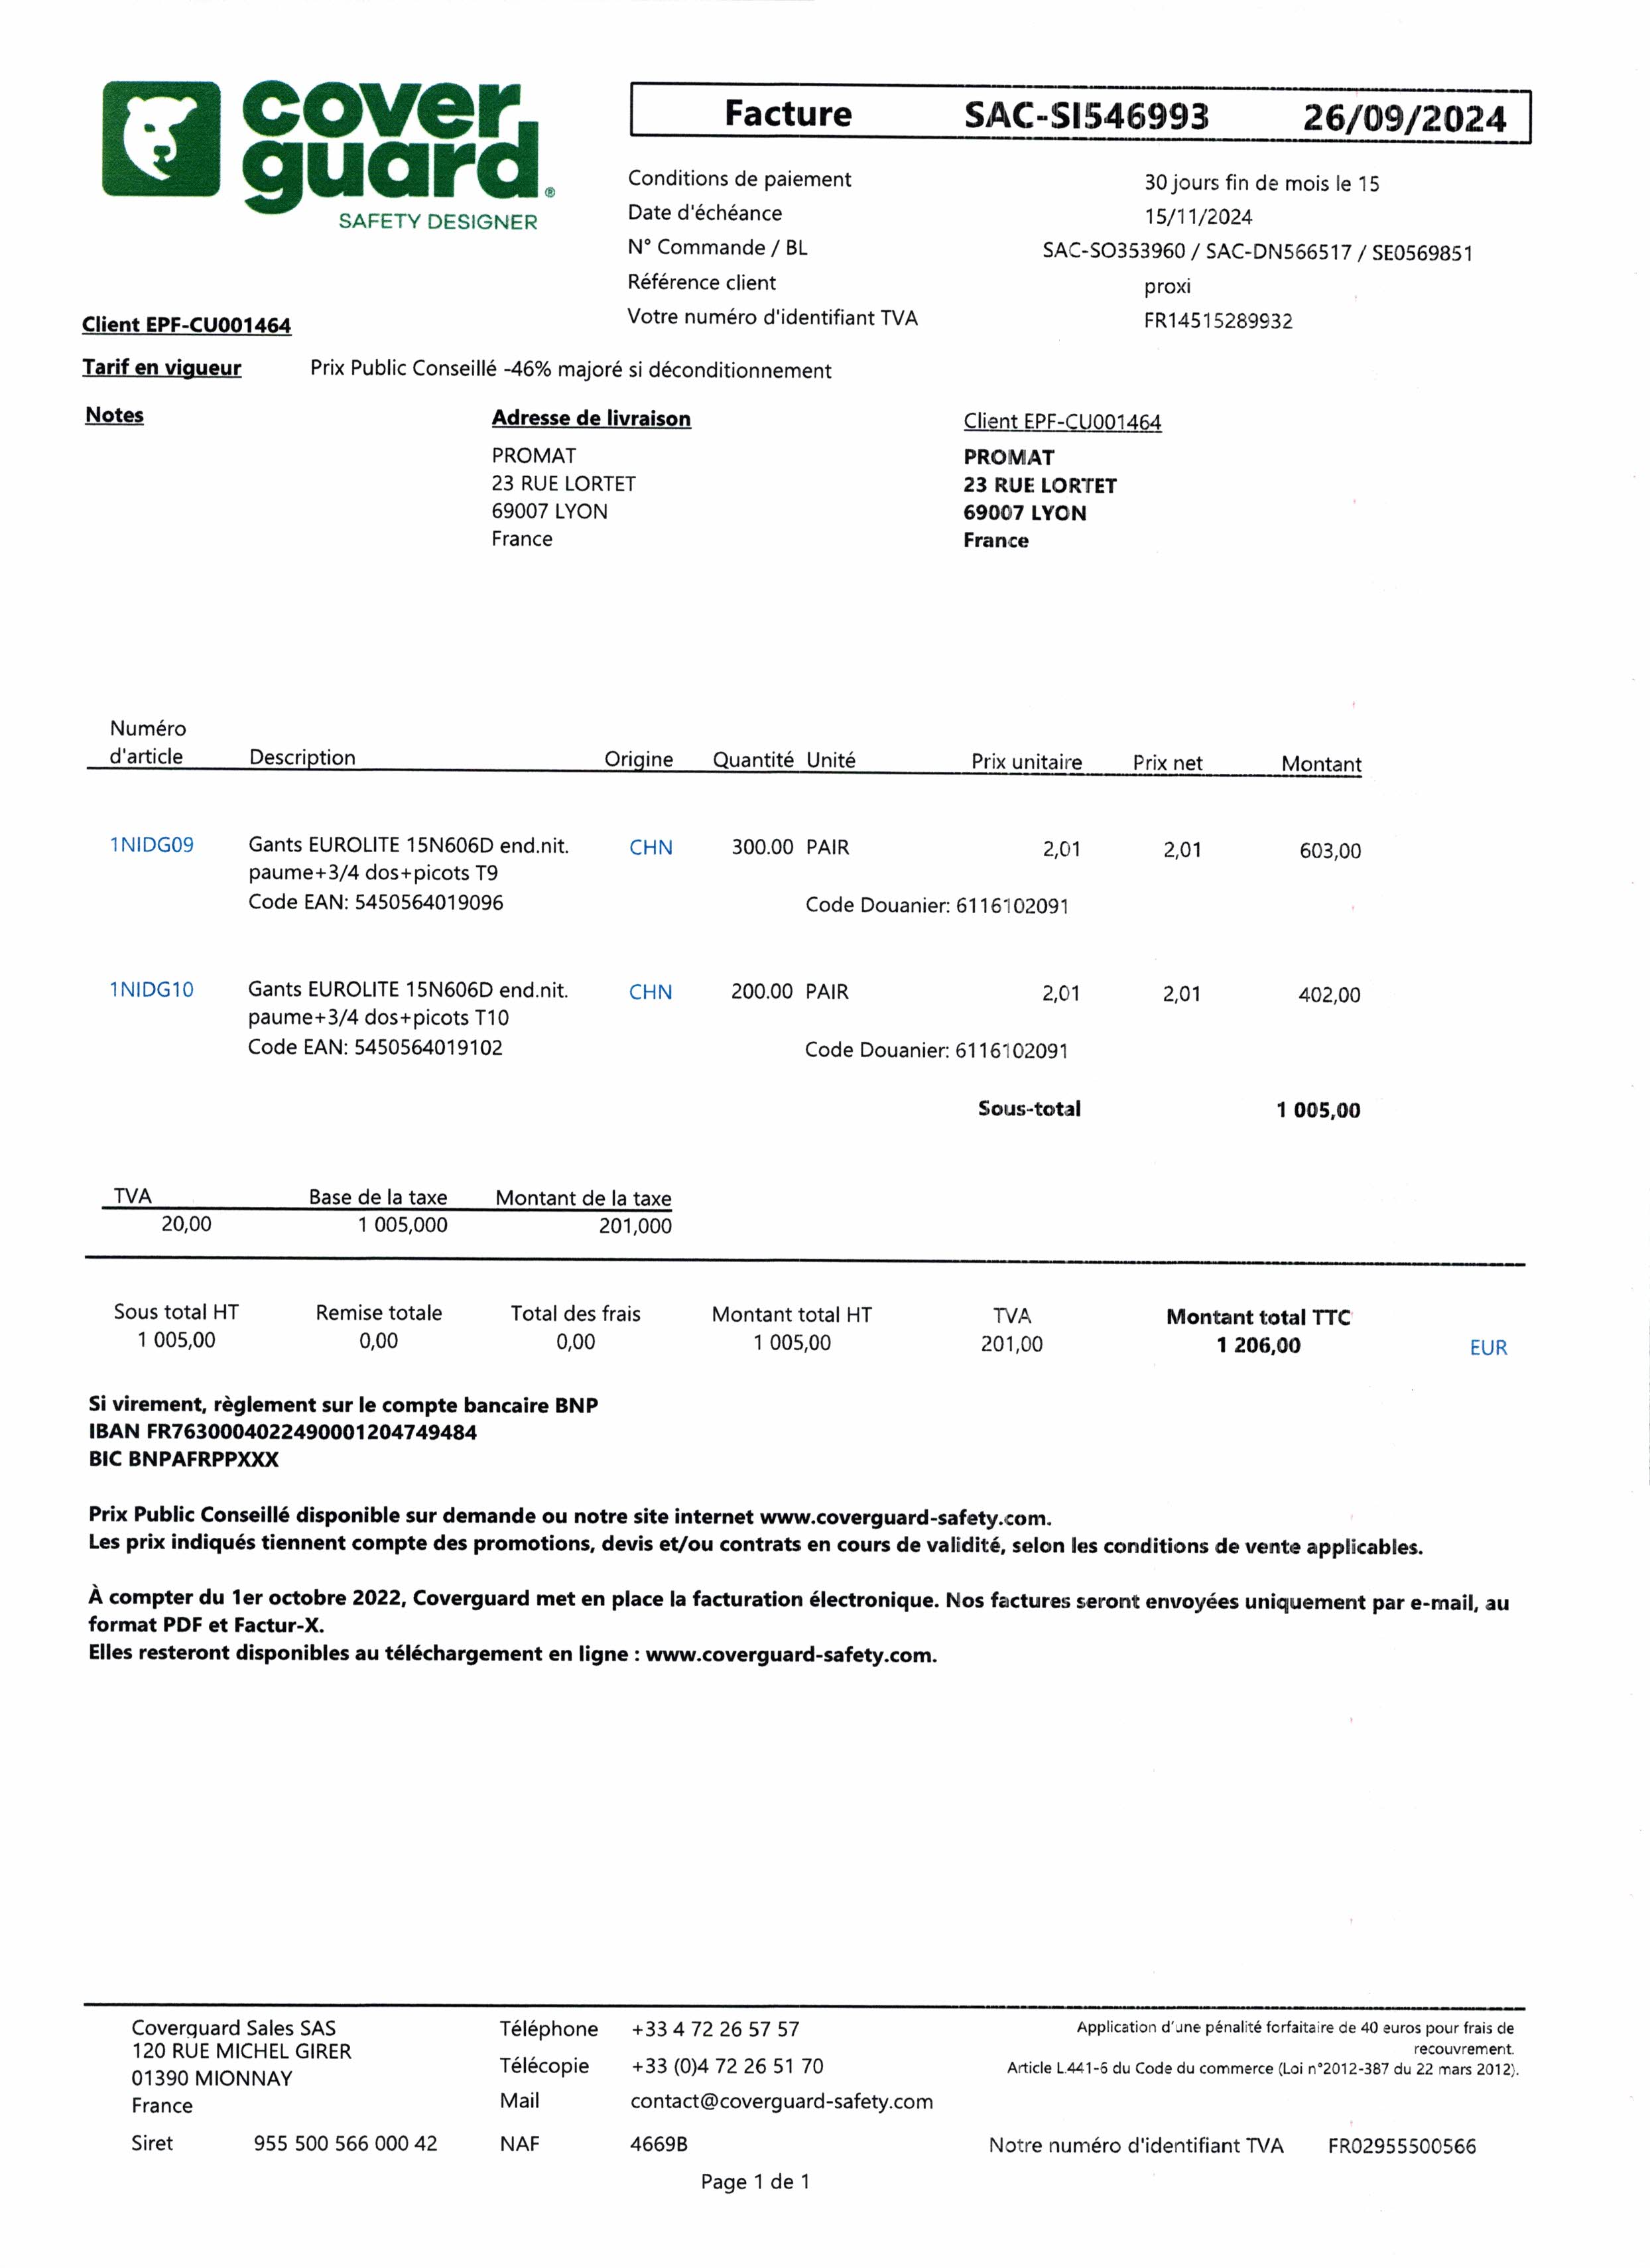 cover
guard®
SAFETY DESIGNER
Facture SAC-SI546993 26/09/2024
Conditions de paiement 30 jours fin de mois le 15
Date d'échéance 15/11/2024
N° Commande / BL SAC-SO353960 / SAC-DN566517 / SE0569851
Référence client proxi
Votre numéro d'identifiant TVA FR14515289932
Client EPF-CU001464
Tarif en vigueur Prix Public Conseillé -46% majoré si déconditionnement
Notes
Adresse de livraison
PROMAT
23 RUE LORTET
69007 LYON
France
Client EPF-CU001464
PROMAT
23 RUE LORTET
69007 LYON
France
Numéro
d'article Description Origine Quantité Unité Prix unitaire Prix net Montant
1NIDG09 Gants EUROLITE 15N606D end.nit. CHN 300.00 PAIR 2,01 2,01 603,00
paume+3/4 dos+picots T9
Code EAN: 5450564019096 Code Douanier: 6116102091
1NIDG10 Gants EUROLITE 15N606D end.nit. CHN 200.00 PAIR 2,01 2,01 402,00
paume+3/4 dos+picots T10
Code EAN: 5450564019102 Code Douanier: 6116102091
Sous-total 1 005,00
TVA Base de la taxe Montant de la taxe
20,00 1 005,000 201,000
Sous total HT Remise totale Total des frais Montant total HT TVA Montant total TTC
1 005,00 0,00 0,00 1 005,00 201,00 1 206,00 EUR
Si virement, règlement sur le compte bancaire BNP
IBAN FR7630004022490001204749484
BIC BNPAFRPPXXX
Prix Public Conseillé disponible sur demande ou notre site internet www.coverguard-safety.com.
Les prix indiqués tiennent compte des promotions, devis et/ou contrats en cours de validité, selon les conditions de vente applicables.
À compter du 1er octobre 2022, Coverguard met en place la facturation électronique. Nos factures seront envoyées uniquement par e-mail, au
format PDF et Factur-X.
Elles resteront disponibles au téléchargement en ligne : www.coverguard-safety.com.
Coverguard Sales SAS
120 RUE MICHEL GIRER
01390 MIONNAY
France
Siret 955 500 566 000 42
Téléphone +33 4 72 26 57 57
Télécopie +33 (0)4 72 26 51 70
Mail contact@coverguard-safety.com
NAF 4669B
Application d'une pénalité forfaitaire de 40 euros pour frais de
recouvrement.
Article L.441-6 du Code du commerce (Loi n°2012-387 du 22 mars 2012).
Notre numéro d'identifiant TVA FR02955500566
Page 1 de 1